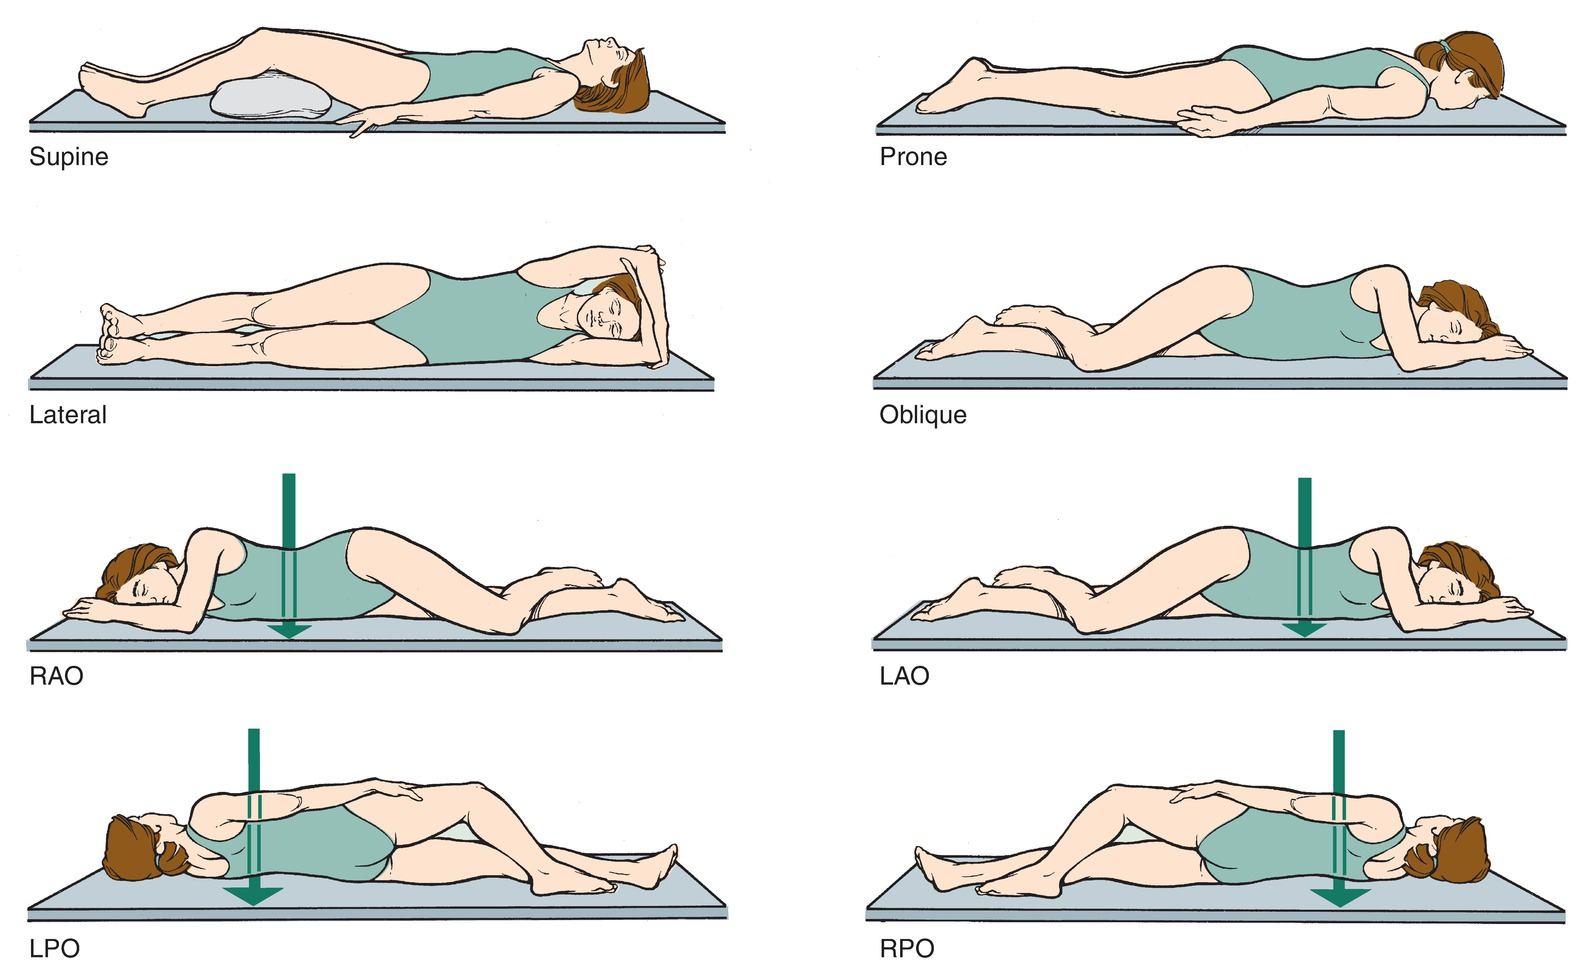 Supine
Prone
Lateral
Oblique
RAO
LAO
LPO
RPO